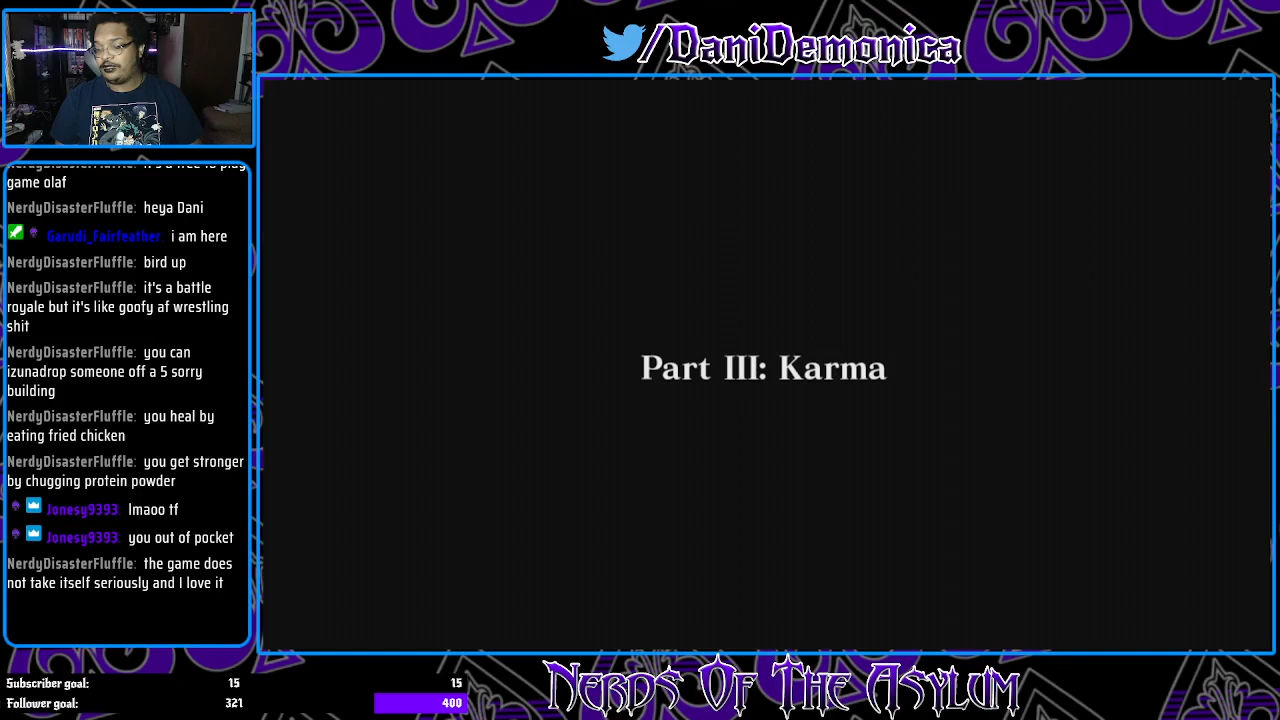 /DaniDemonica
game olaf
NerdyDisasterFluffle: heya Dani
Garudi_Fairfeather: i am here
NerdyDisasterFluffle: bird up
NerdyDisasterFluffle: it's a battle
royale but it's like goofy af wrestling
shit
NerdyDisasterFluffle: you can
izunadrop someone off a 5 sorry
building
NerdyDisasterFluffle: you heal by
eating fried chicken
NerdyDisasterFluffle: you get stronger
by chugging protein powder
Jonesy9393: lmaoo tf
Jonesy9393: you out of pocket
NerdyDisasterFluffle: the game does
not take itself seriously and I love it
Part III: Karma
Subscriber goal: 15 15
Follower goal: 321 400
Nerds Of The Asylum